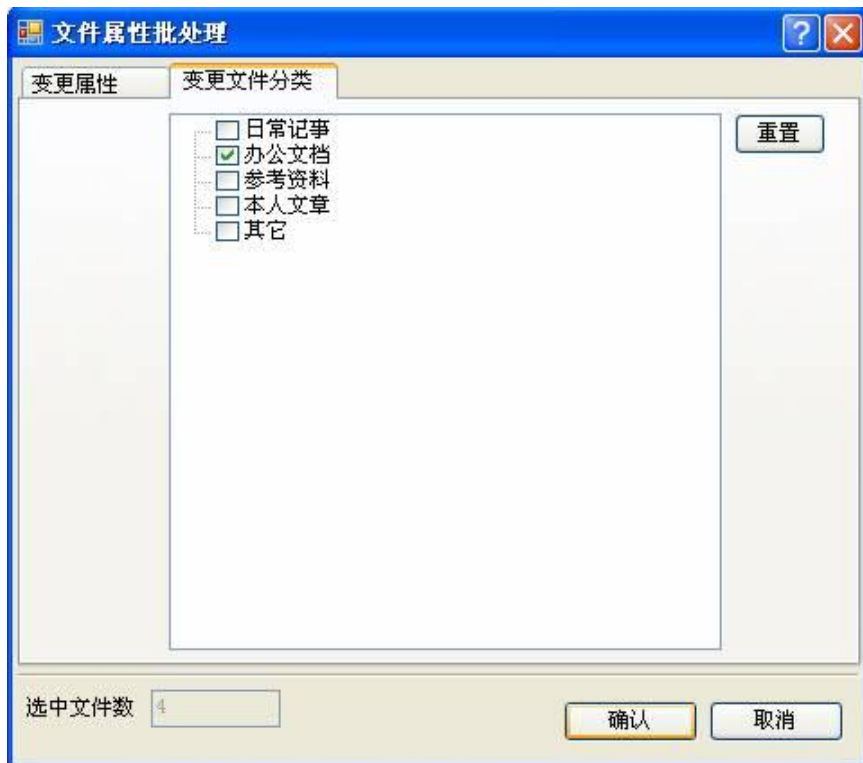 文件属性批处理
变更属性
变更文件分类
日常记事
办公文档
参考资料
本人文章
其它
重置
选中文件数 4
确认
取消